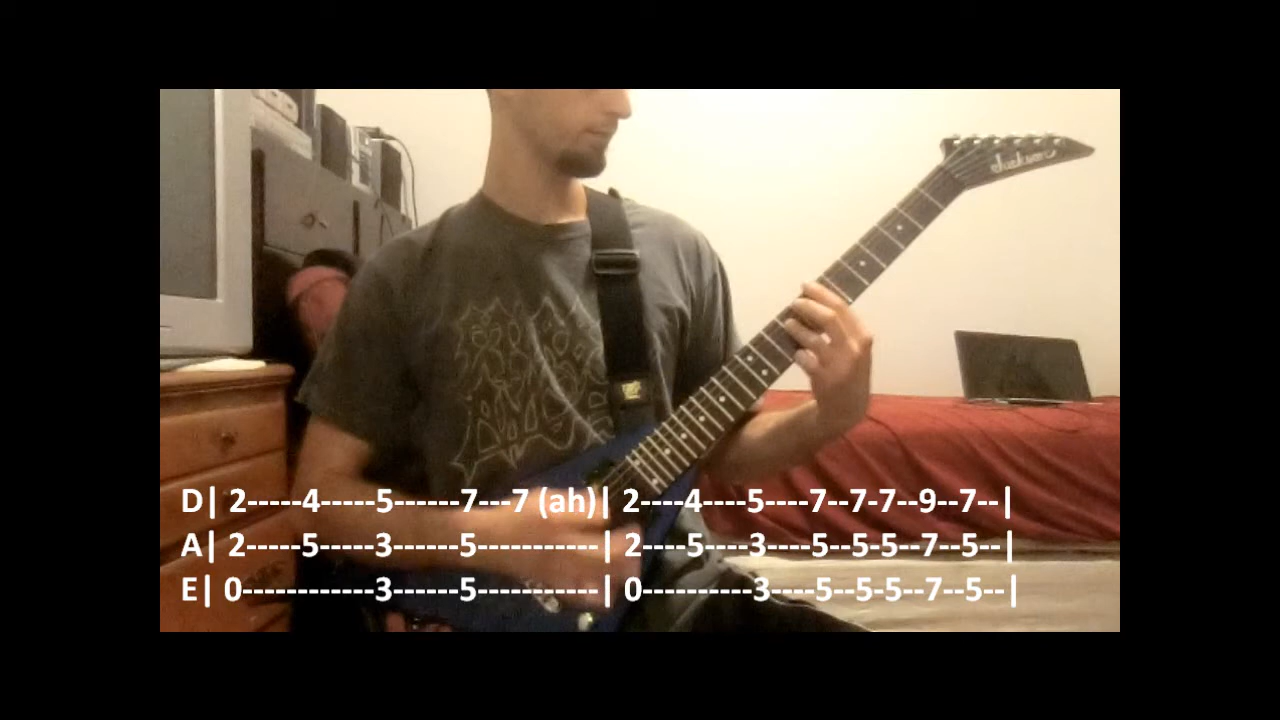 Jackson
D| 2-----4-----5------7---7 (ah)| 2----4----5----7--7-7--9--7--|
A| 2-----5-----3------5-----------| 2----5----3----5--5-5--7--5--|
E| 0------------3------5-----------| 0----------3----5--5-5--7--5--|